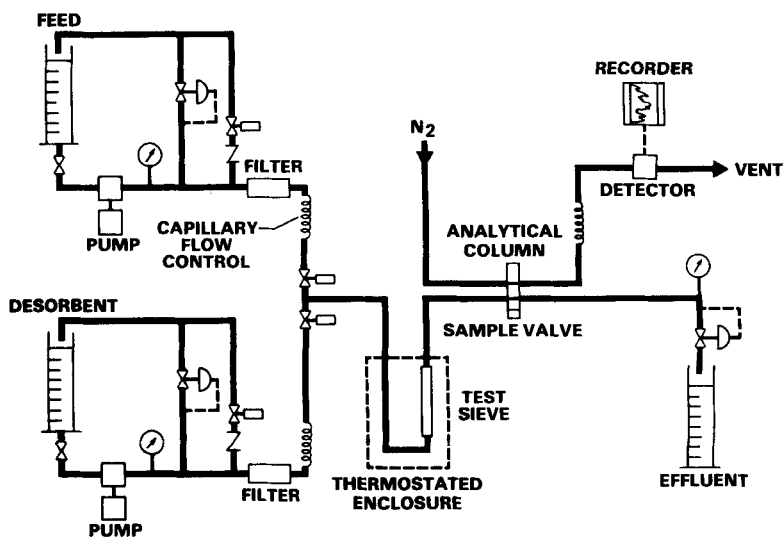 FEED
FILTER
CAPILLARY
FLOW
CONTROL
PUMP
DESORBENT
FILTER
PUMP
N2
RECORDER
VENT
DETECTOR
ANALYTICAL
COLUMN
SAMPLE VALVE
TEST
SIEVE
THERMOSTATED
ENCLOSURE
EFFLUENT